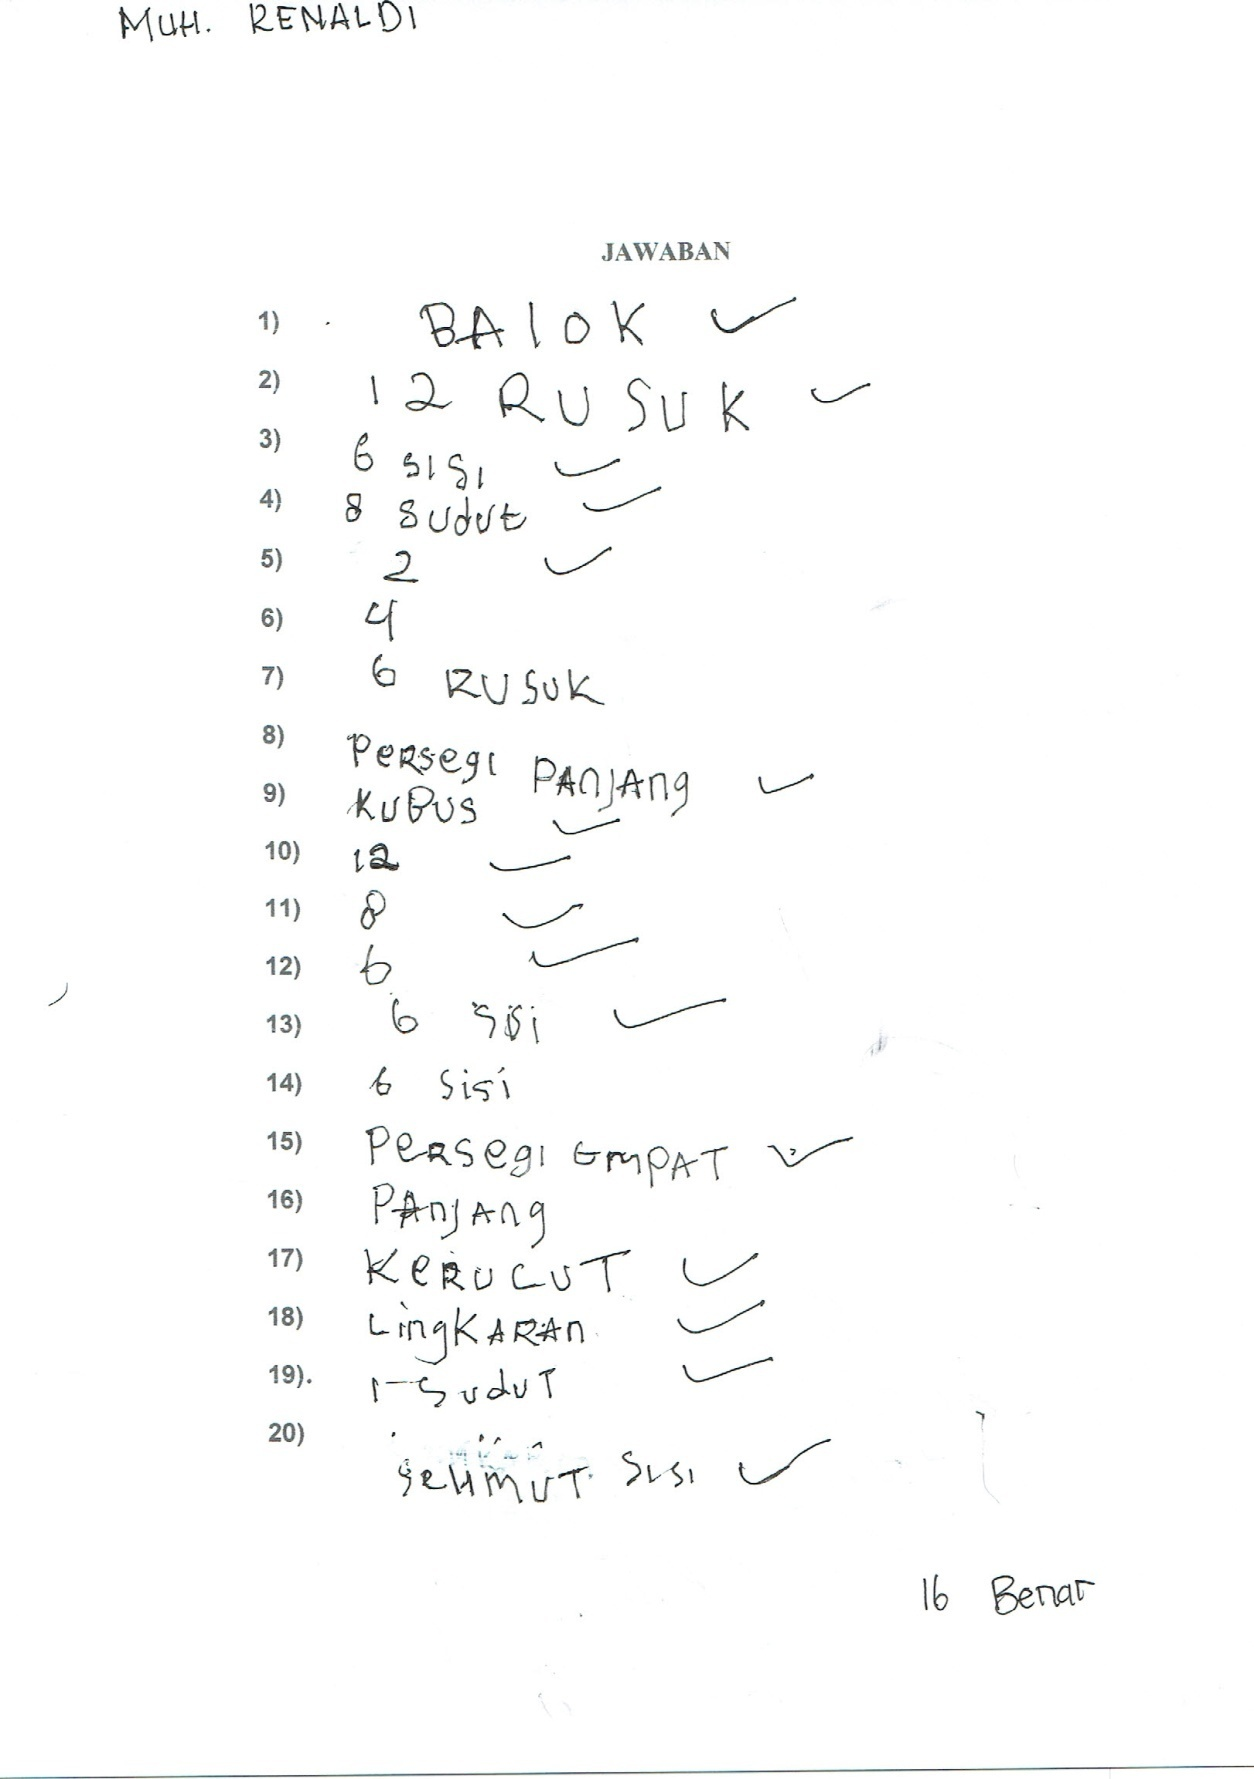 MUH. RENALDI
JAWABAN
1) BAlOK
2) 12 RUSUK
3) 6 SISI
4) 8 Sudut
5) 2
6) 4
7) 6 RUSUK
8) PeRSegi PANJANg
9) KUBUS
10) 12
11) 8
12) 6
13) 6 SiSi
14) 6 Sisi
15) PeRSegi EmPAT
16) PANJANg
17) KeRUCUT
18) LingKARAn
19). 1 SuduT
20) SelimUT SISI
16 Benar